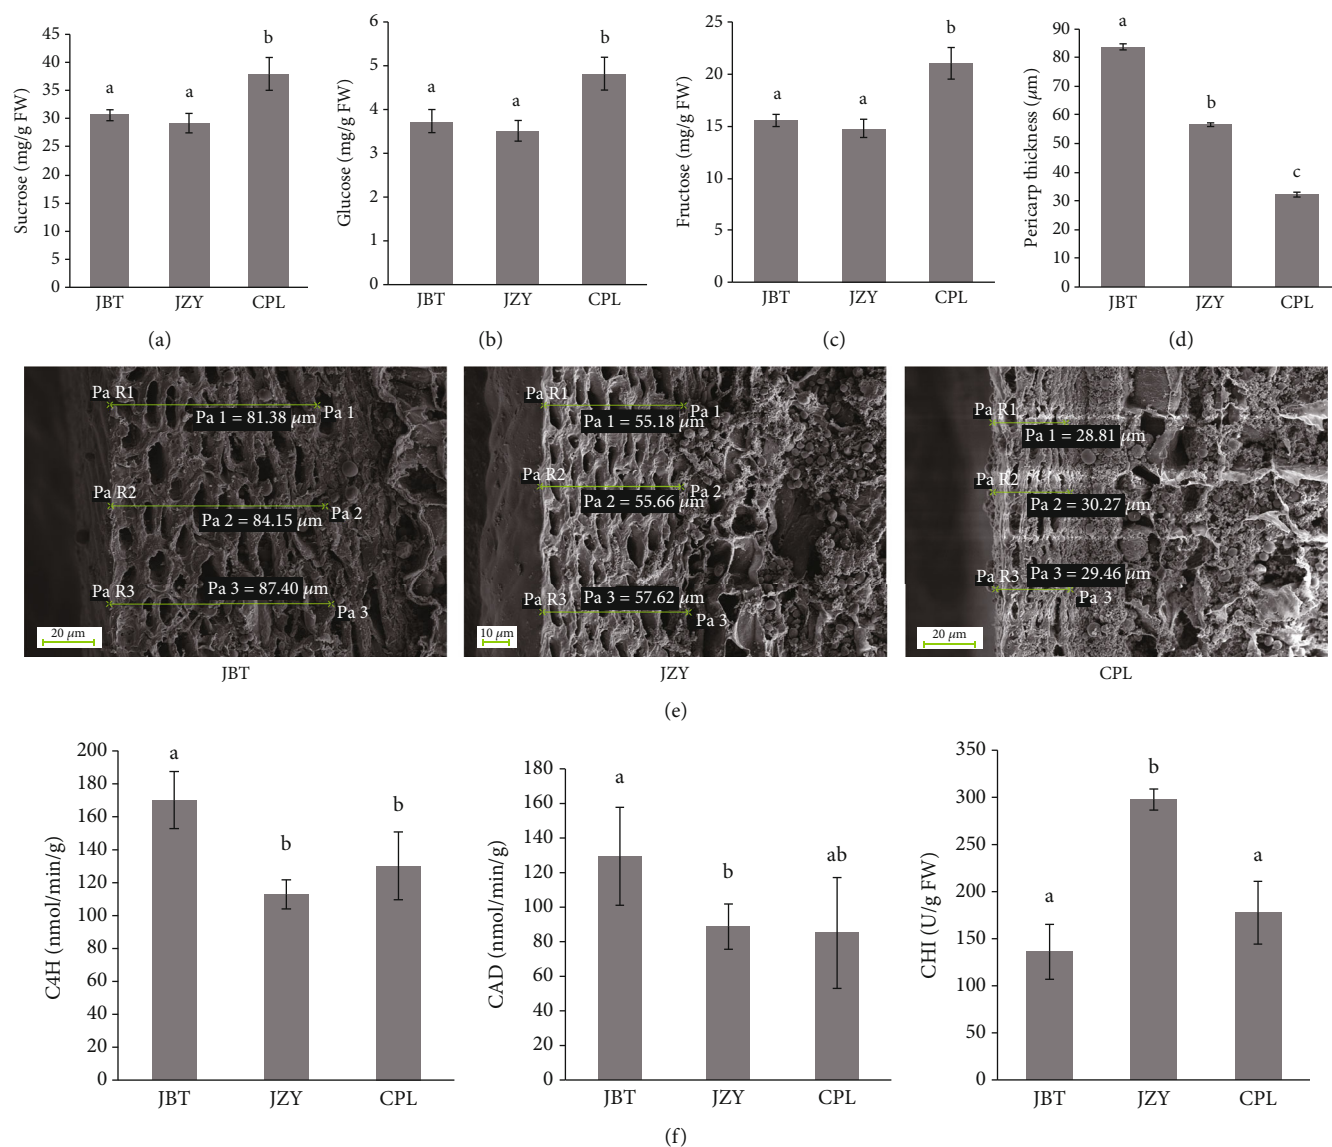 Sucrose (mg/g FW)
45
40
35
30
25
20
15
10
5
0
a
a
b
JBT
JZY
CPL
(a)
Glucose (mg/g FW)
6
5
4
3
2
1
0
a
a
b
JBT
JZY
CPL
(b)
Fructose (mg/g FW)
25
20
15
10
5
0
a
a
b
JBT
JZY
CPL
(c)
Pericarp thickness (μm)
90
80
70
60
50
40
30
20
10
0
a
b
c
JBT
JZY
CPL
(d)
Pa R1
Pa 1 = 81.38 μm
Pa 1
Pa R2
Pa 2 = 84.15 μm
Pa 2
Pa R3
Pa 3 = 87.40 μm
Pa 3
20 μm
JBT
Pa R1
Pa 1 = 55.18 μm
Pa 1
Pa R2
Pa 2 = 55.66 μm
Pa 2
Pa R3
Pa 3 = 57.62 μm
Pa 3
10 μm
JZY
Pa R1
Pa 1 = 28.81 μm
Pa R2
Pa 2 = 30.27 μm
Pa R3
Pa 3 = 29.46 μm
Pa 3
20 μm
CPL
(e)
C4H (nmol/min/g)
200
180
160
140
120
100
80
60
40
20
0
a
b
b
JBT
JZY
CPL
CAD (nmol/min/g)
180
160
140
120
100
80
60
40
20
0
a
b
ab
JBT
JZY
CPL
CHI (U/g FW)
350
300
250
200
150
100
50
0
a
b
a
JBT
JZY
CPL
(f)